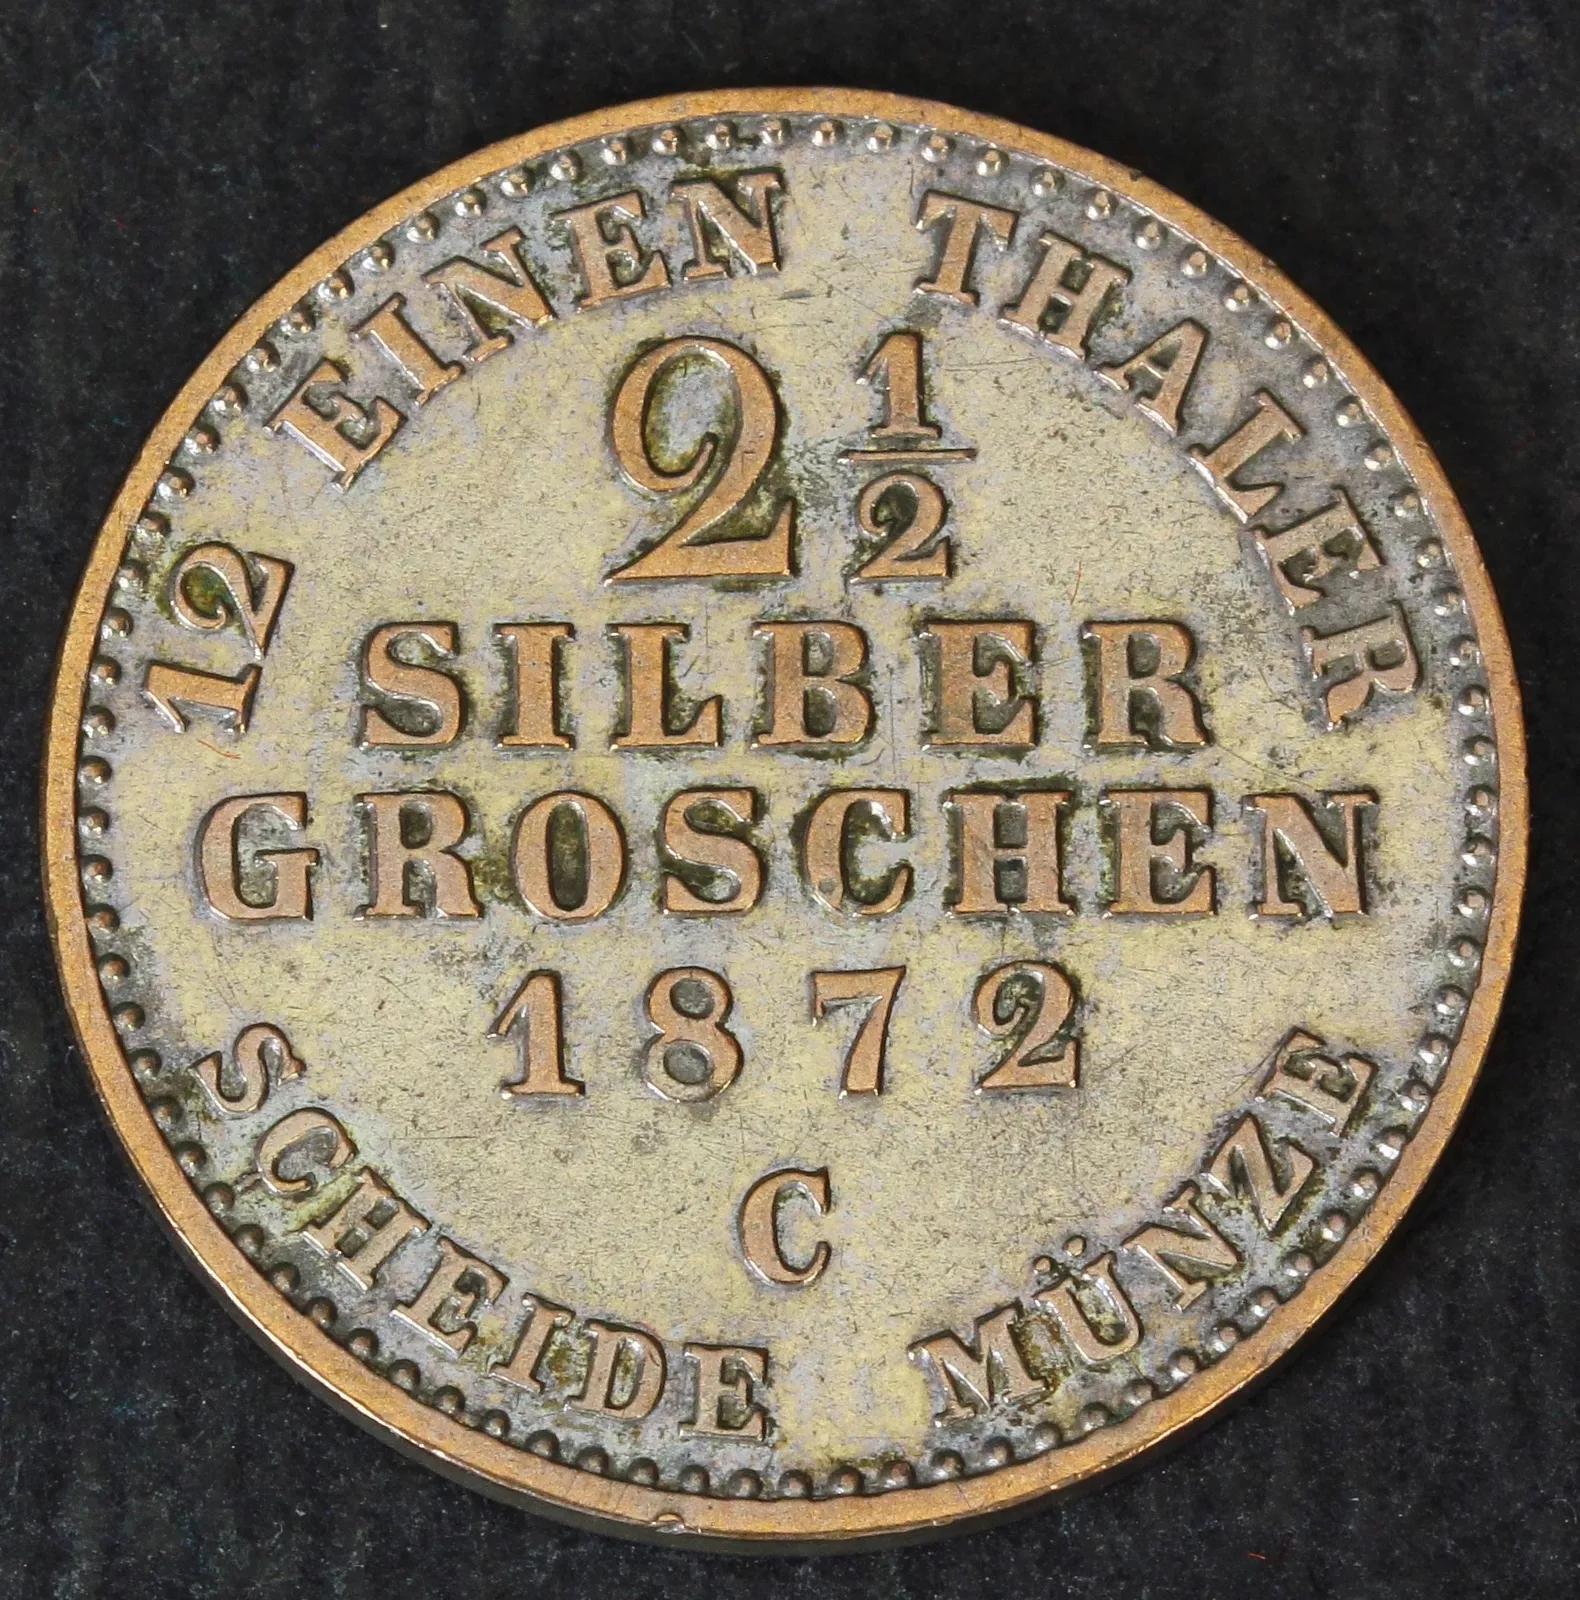 12 EINEN THALER
2 1/2
SILBER
GROSCHEN
1872
C
SCHEIDE MÜNZE